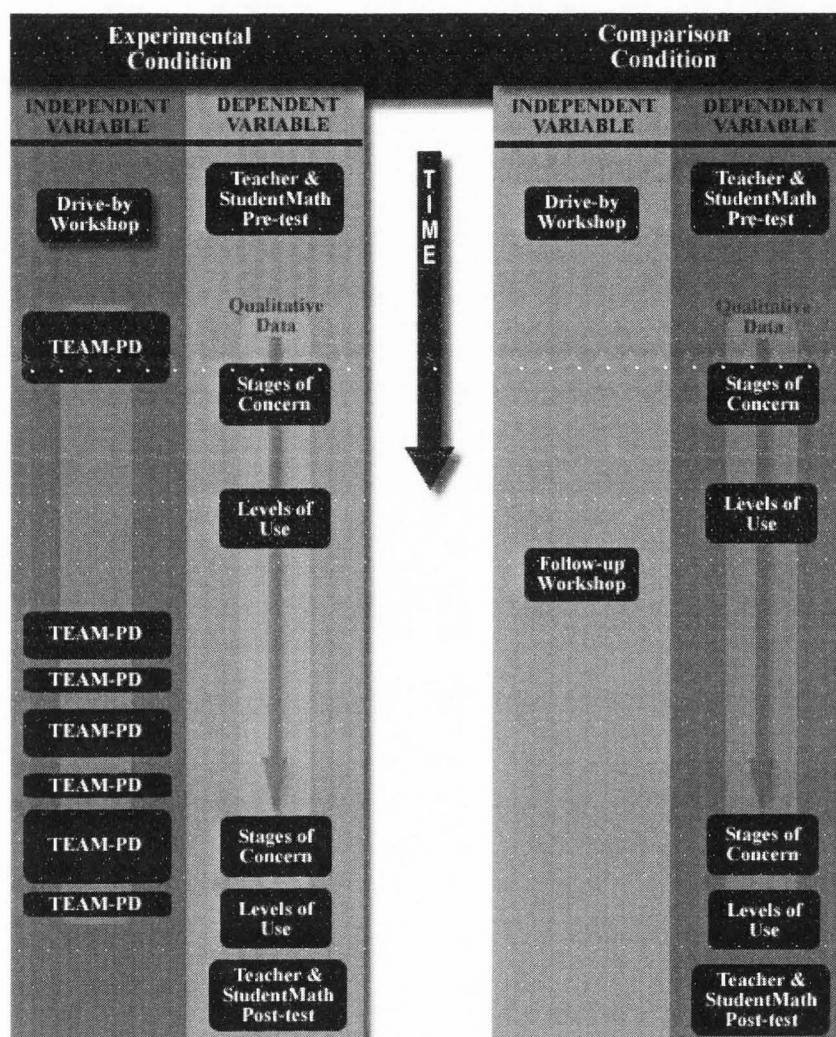 Experimental
Condition
INDEPENDENT
VARIABLE
DEPENDENT
VARIABLE
Drive-by
Workshop
Teacher &
StudentMath
Pre-test
Qualitative
Data
TEAM-PD
Stages of
Concern
Levels of
Use
TEAM-PD
TEAM-PD
TEAM-PD
TEAM-PD
TEAM-PD
TEAM-PD
Stages of
Concern
Levels of
Use
Teacher &
StudentMath
Post-test
TIME
Comparison
Condition
INDEPENDENT
VARIABLE
DEPENDENT
VARIABLE
Drive-by
Workshop
Teacher &
StudentMath
Pre-test
Qualitative
Data
Stages of
Concern
Levels of
Use
Follow-up
Workshop
Stages of
Concern
Levels of
Use
Teacher &
StudentMath
Post-test